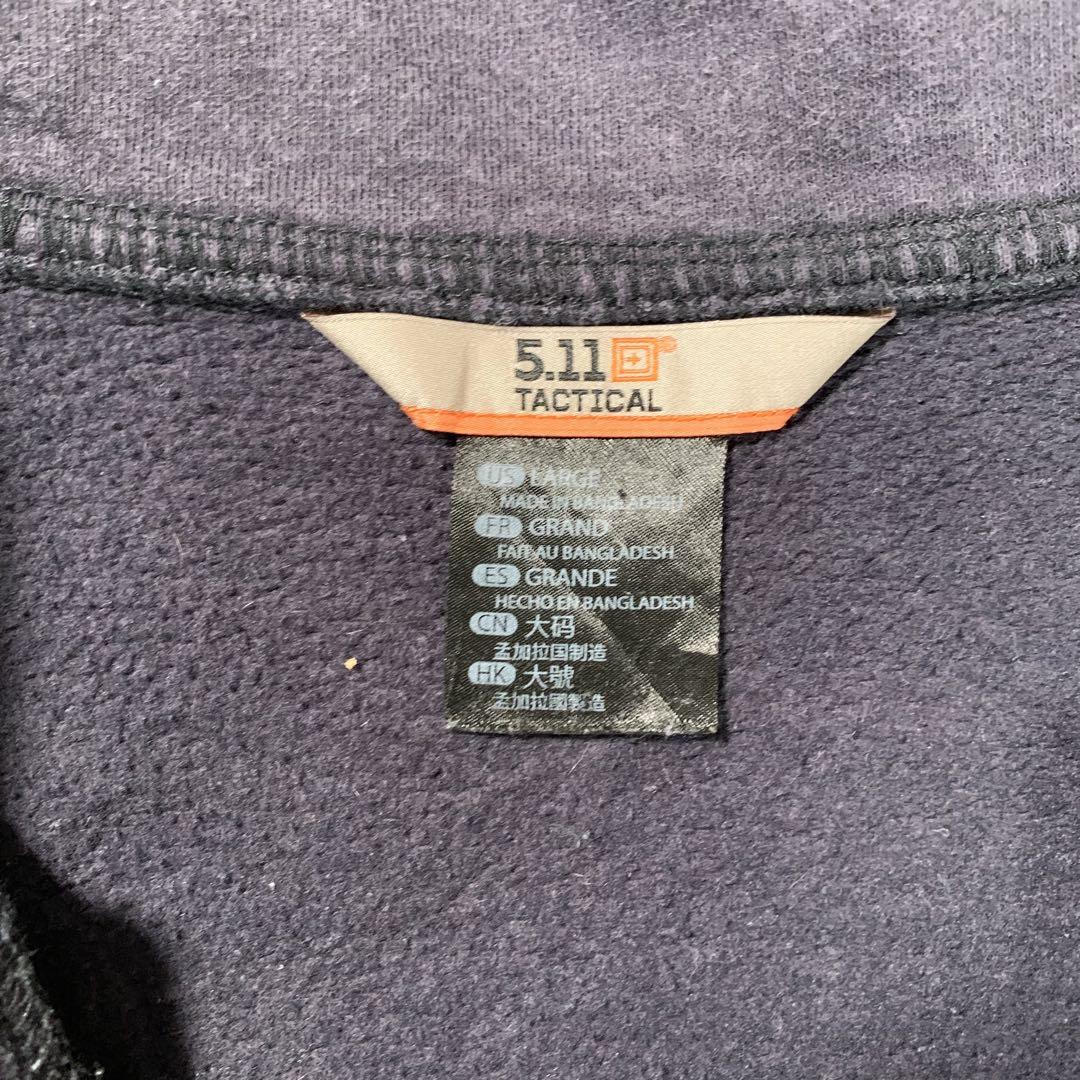 5.11®
TACTICAL
US LARGE
MADE IN BANGLADESH
FR GRAND
FAIT AU BANGLADESH
ES GRANDE
HECHO EN BANGLADESH
CN 大码
孟加拉国制造
HK 大號
孟加拉國製造